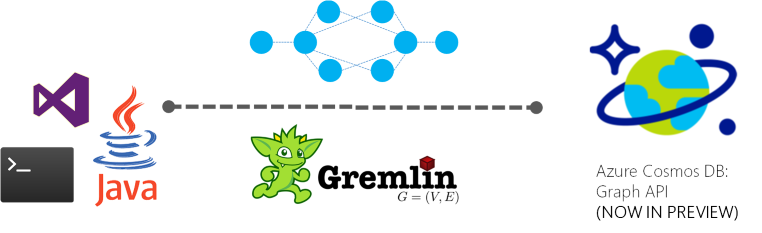 >_
Java
Gremlin
G = (V, E)
Azure Cosmos DB:
Graph API
(NOW IN PREVIEW)